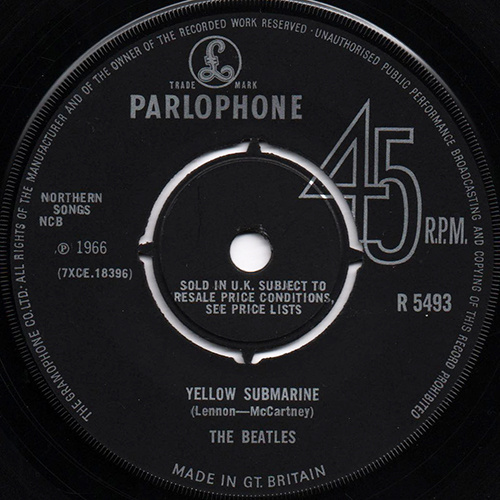 THE GRAMOPHONE CO. LTD. ALL RIGHTS OF THE MANUFACTURER AND OF THE OWNER OF THE RECORDED WORK RESERVED · UNAUTHORISED PUBLIC PERFORMANCE BROADCASTING AND COPYING OF THIS RECORD PROHIBITED
£
TRADE MARK
PARLOPHONE
45
R.P.M.
NORTHERN
SONGS
NCB
℗ 1966
(7XCE.18396)
SOLD IN U.K. SUBJECT TO
RESALE PRICE CONDITIONS,
SEE PRICE LISTS
R 5493
YELLOW SUBMARINE
(Lennon—McCartney)
THE BEATLES
MADE IN GT. BRITAIN